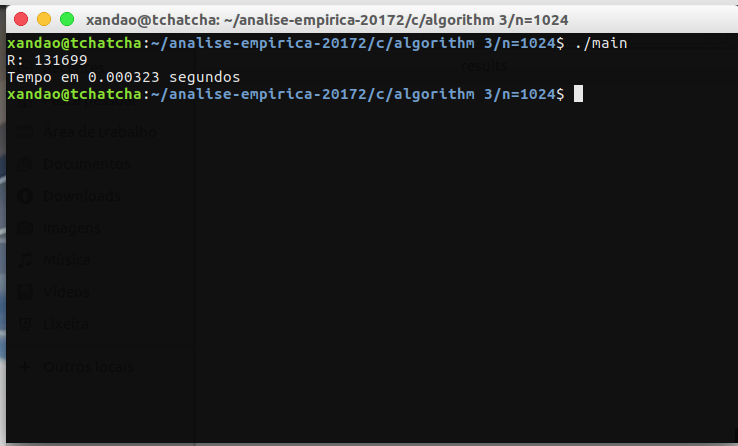 xandao@tchatcha: ~/analise-empirica-20172/c/algorithm 3/n=1024
xandao@tchatcha:~/analise-empirica-20172/c/algorithm 3/n=1024$ ./main
R: 131699
results
Tempo em 0.000323 segundos
xandao@tchatcha:~/analise-empirica-20172/c/algorithm 3/n=1024$
Área de trabalho
Documentos
Downloads
Imagens
Música
Vídeos
Lixeira
+ Outros locais